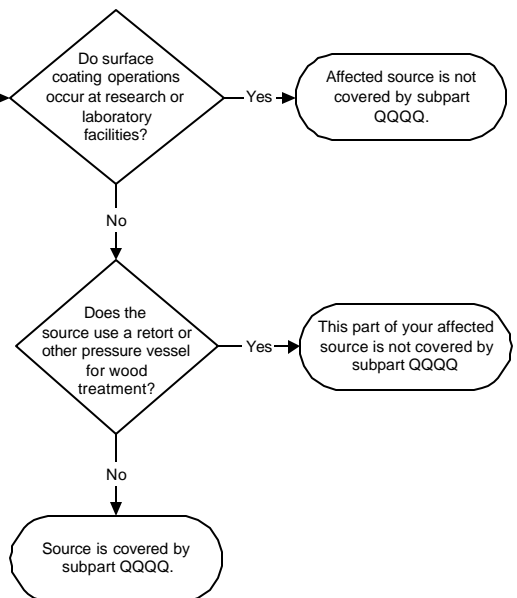 Do surface
coating operations
occur at research or
laboratory
facilities?
Yes
Affected source is not
covered by subpart
QQQQ.
No
Does the
source use a retort or
other pressure vessel
for wood
treatment?
Yes
This part of your affected
source is not covered by
subpart QQQQ
No
Source is covered by
subpart QQQQ.